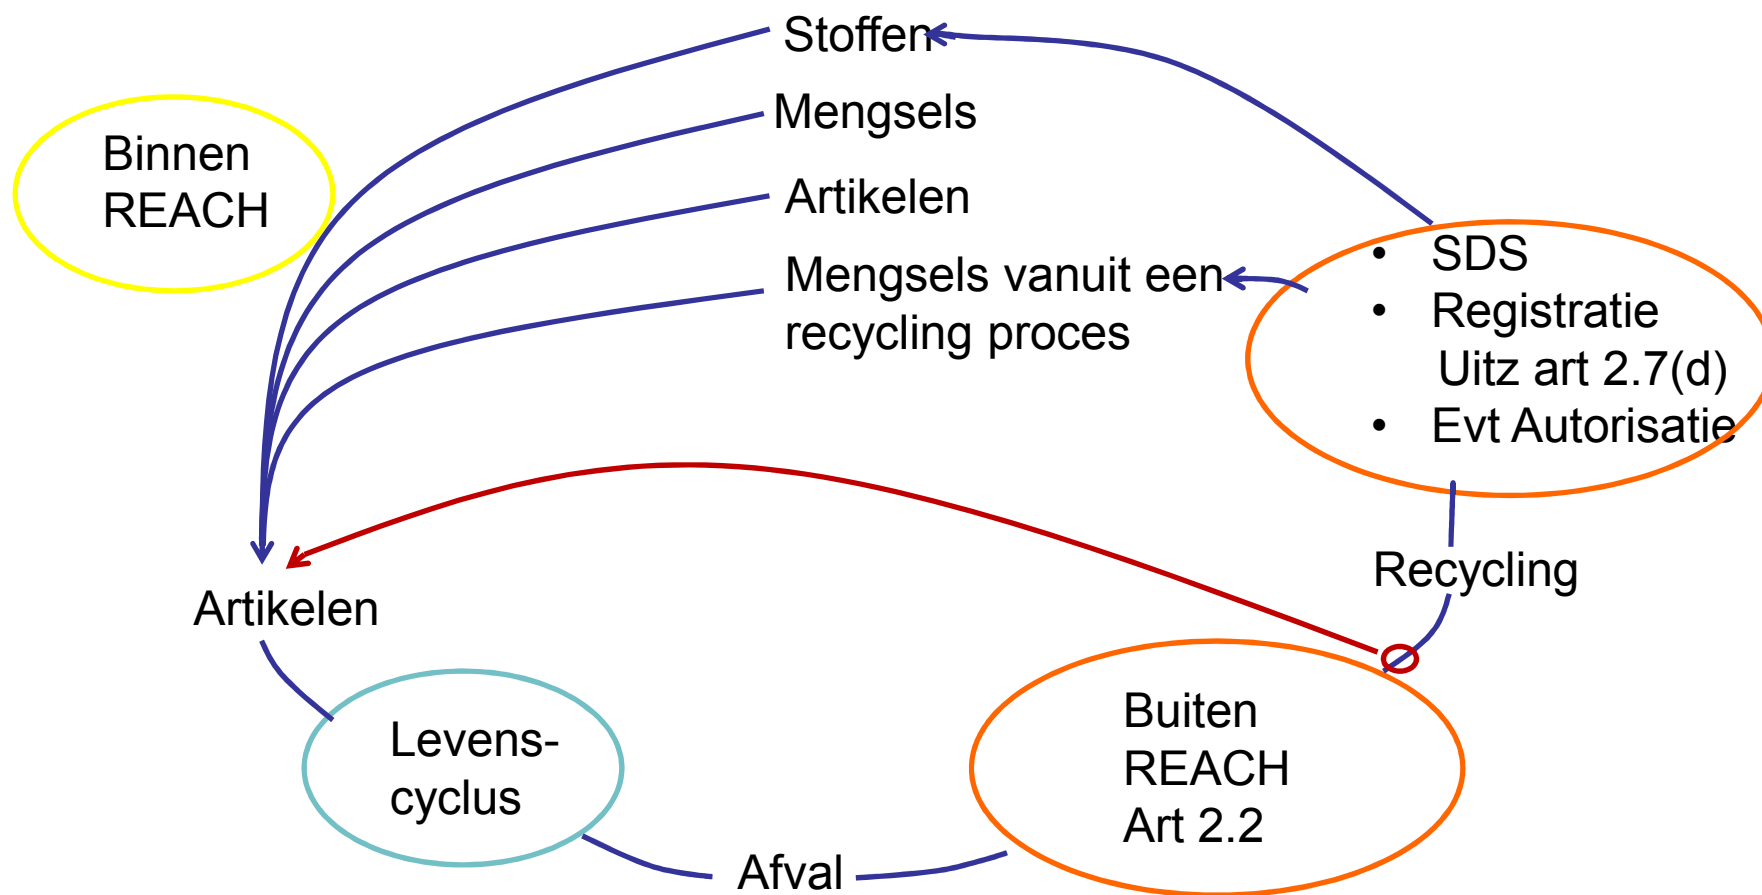 Stoffen
Mengsels
Binnen
REACH
Artikelen
Mengsels vanuit een
recycling proces
• SDS
• Registratie
Uitz art 2.7(d)
• Evt Autorisatie
Recycling
Artikelen
Levens-
cyclus
Buiten
REACH
Art 2.2
Afval